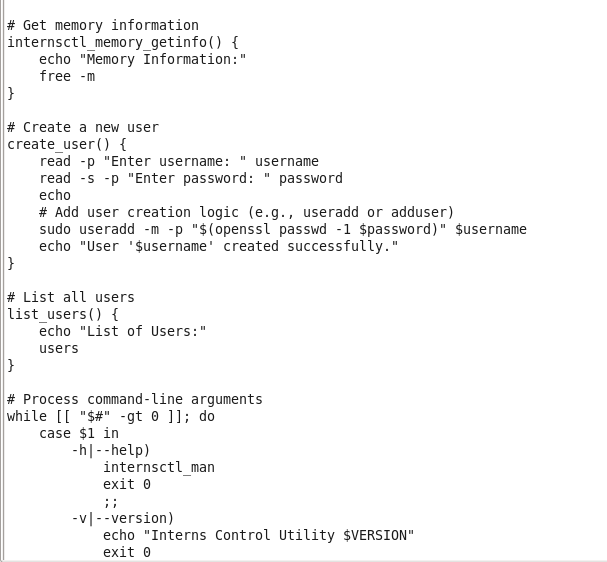 # Get memory information
internsctl_memory_getinfo() {
    echo "Memory Information:"
    free -m
}

# Create a new user
create_user() {
    read -p "Enter username: " username
    read -s -p "Enter password: " password
    echo
    # Add user creation logic (e.g., useradd or adduser)
    sudo useradd -m -p "$(openssl passwd -1 $password)" $username
    echo "User '$username' created successfully."
}

# List all users
list_users() {
    echo "List of Users:"
    users
}

# Process command-line arguments
while [[ "$#" -gt 0 ]]; do
    case $1 in
        -h|--help)
            internsctl_man
            exit 0
            ;;
        -v|--version)
            echo "Interns Control Utility $VERSION"
            exit 0